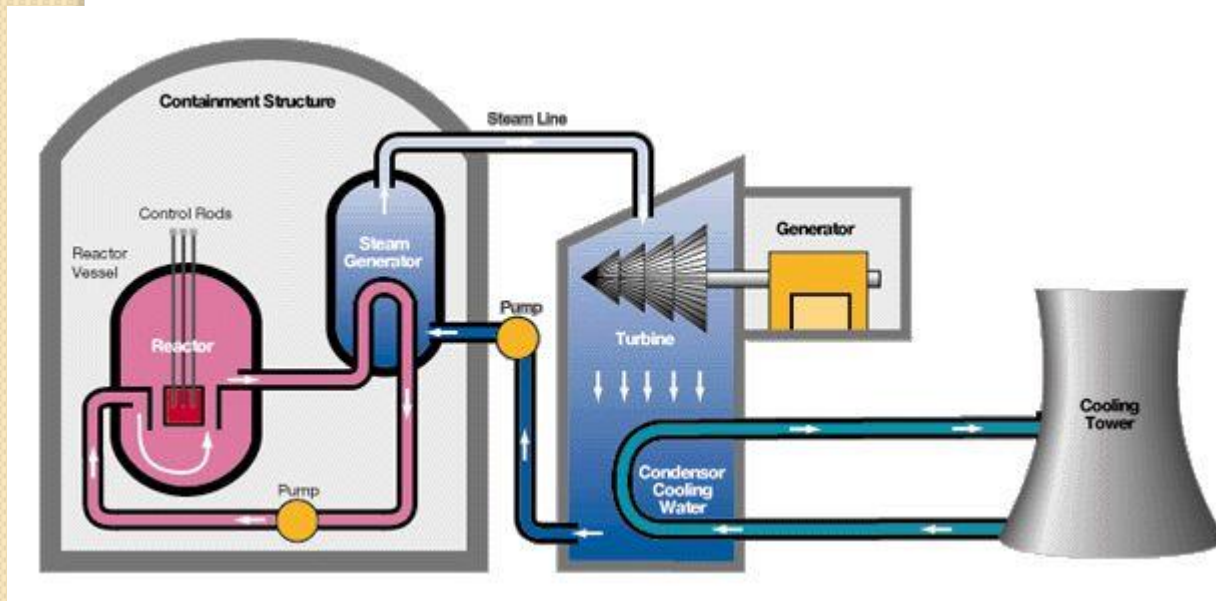 Containment Structure
Steam Line
Control Rods
Reactor
Vessel
Steam
Generator
Generator
Pump
Reactor
Turbine
Cooling
Tower
Condensor
Cooling
Water
Pump